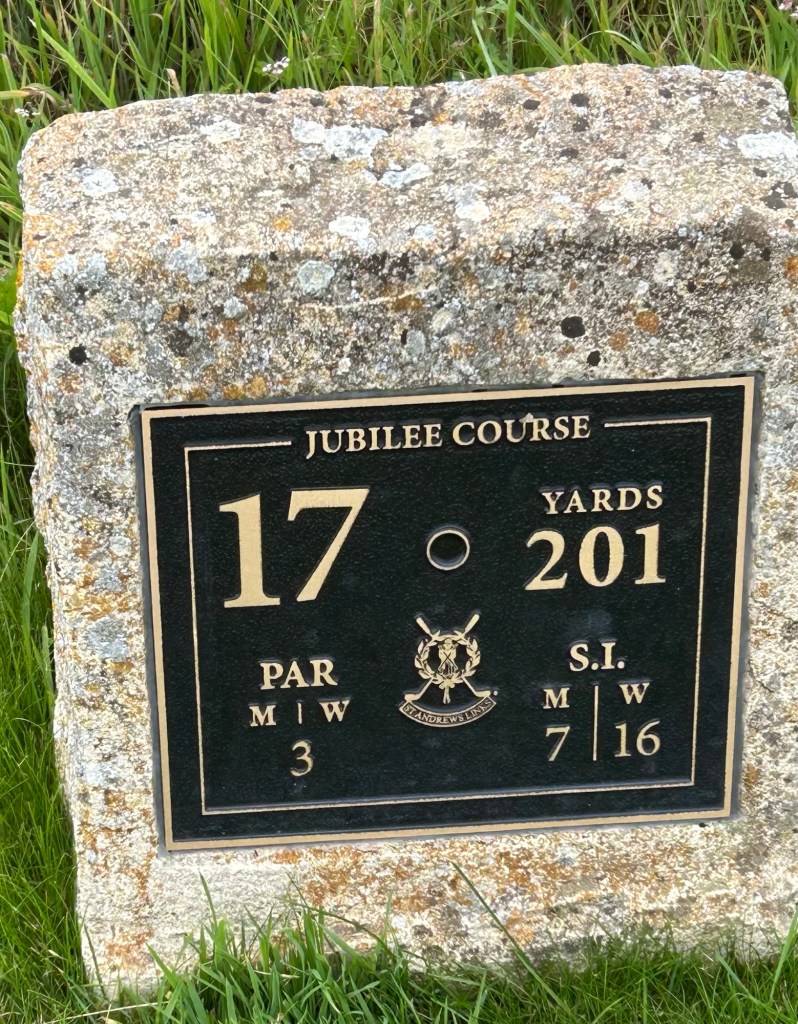 JUBILEE COURSE
17
YARDS
201
PAR
M | W
3
ST ANDREWS LINKS
S.I.
M | W
7 | 16